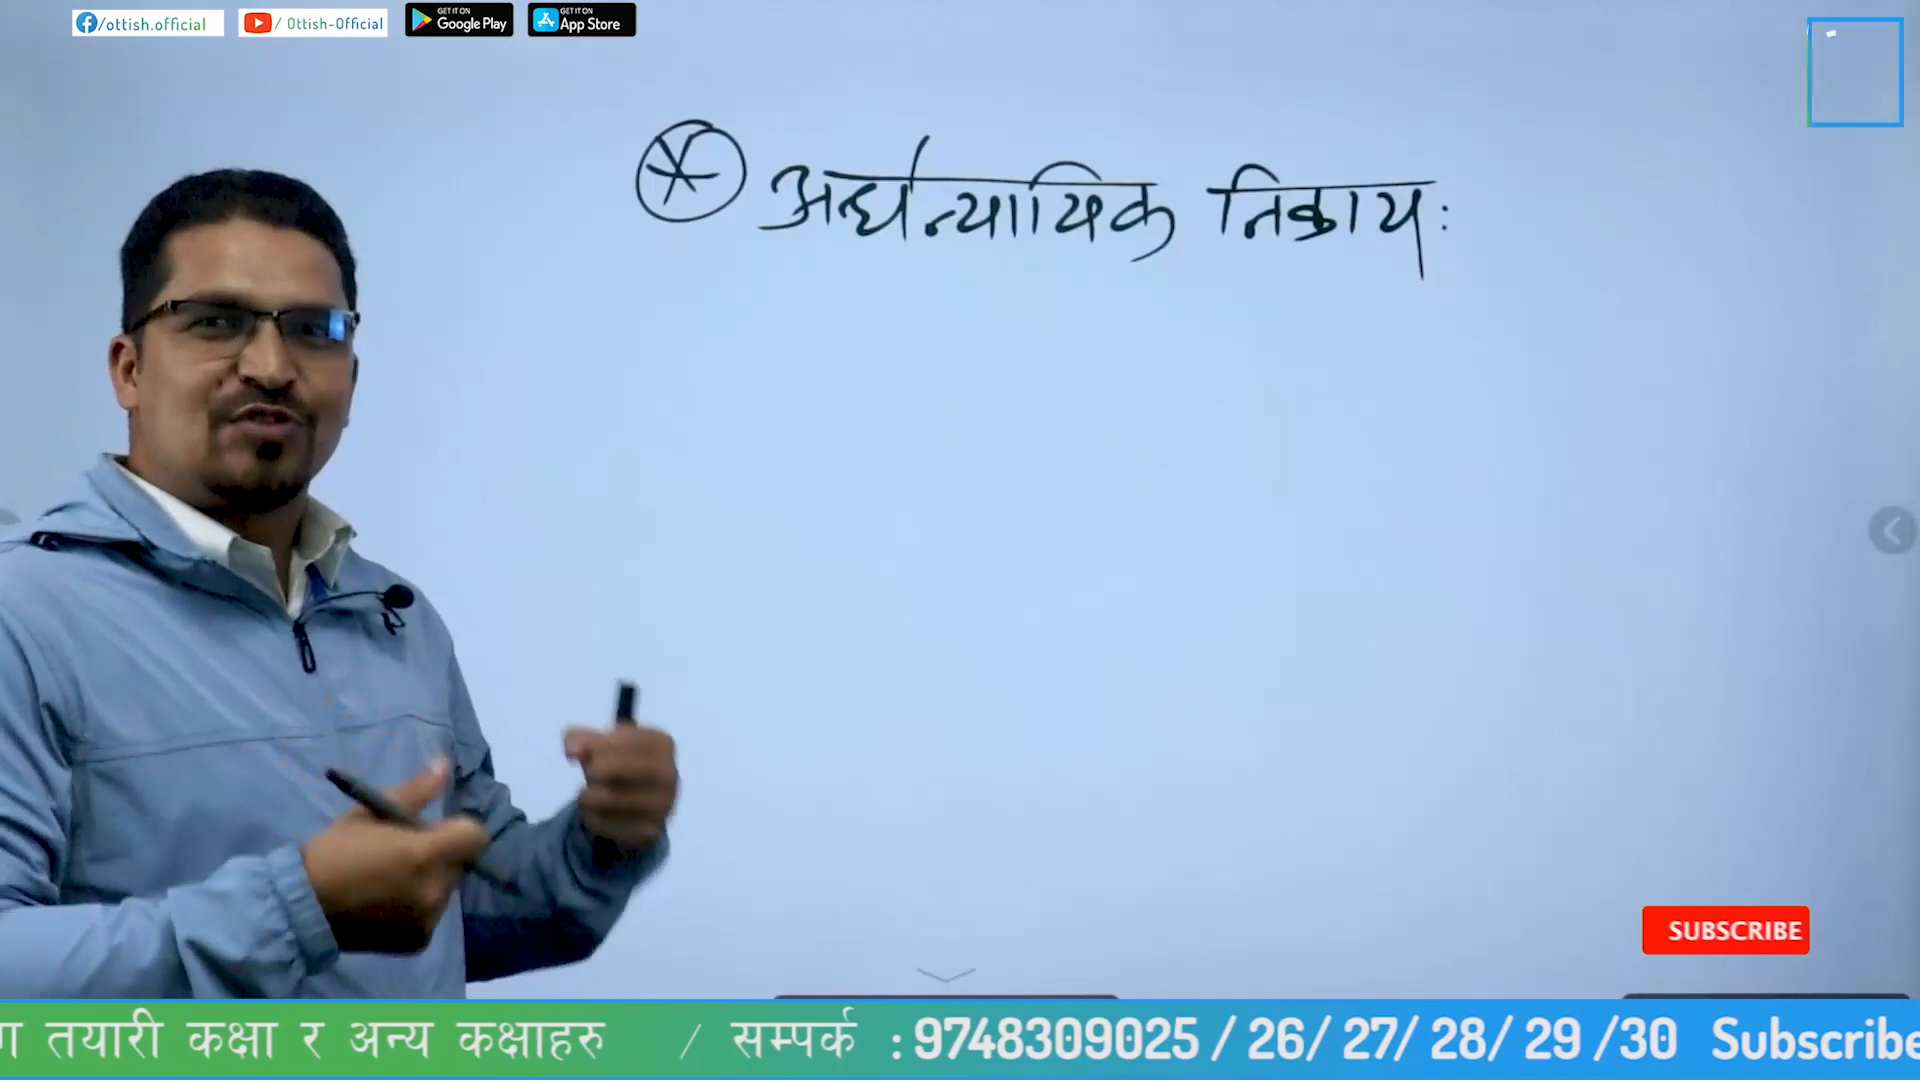 /ottish.official / Ottish-Official GET IT ON Google Play GET IT ON App Store
अर्धन्यायिक निकाय:
SUBSCRIBE
ग तयारी कक्षा र अन्य कक्षाहरु / सम्पर्क : 9748309025 / 26/ 27/ 28/ 29 /30 Subscribe